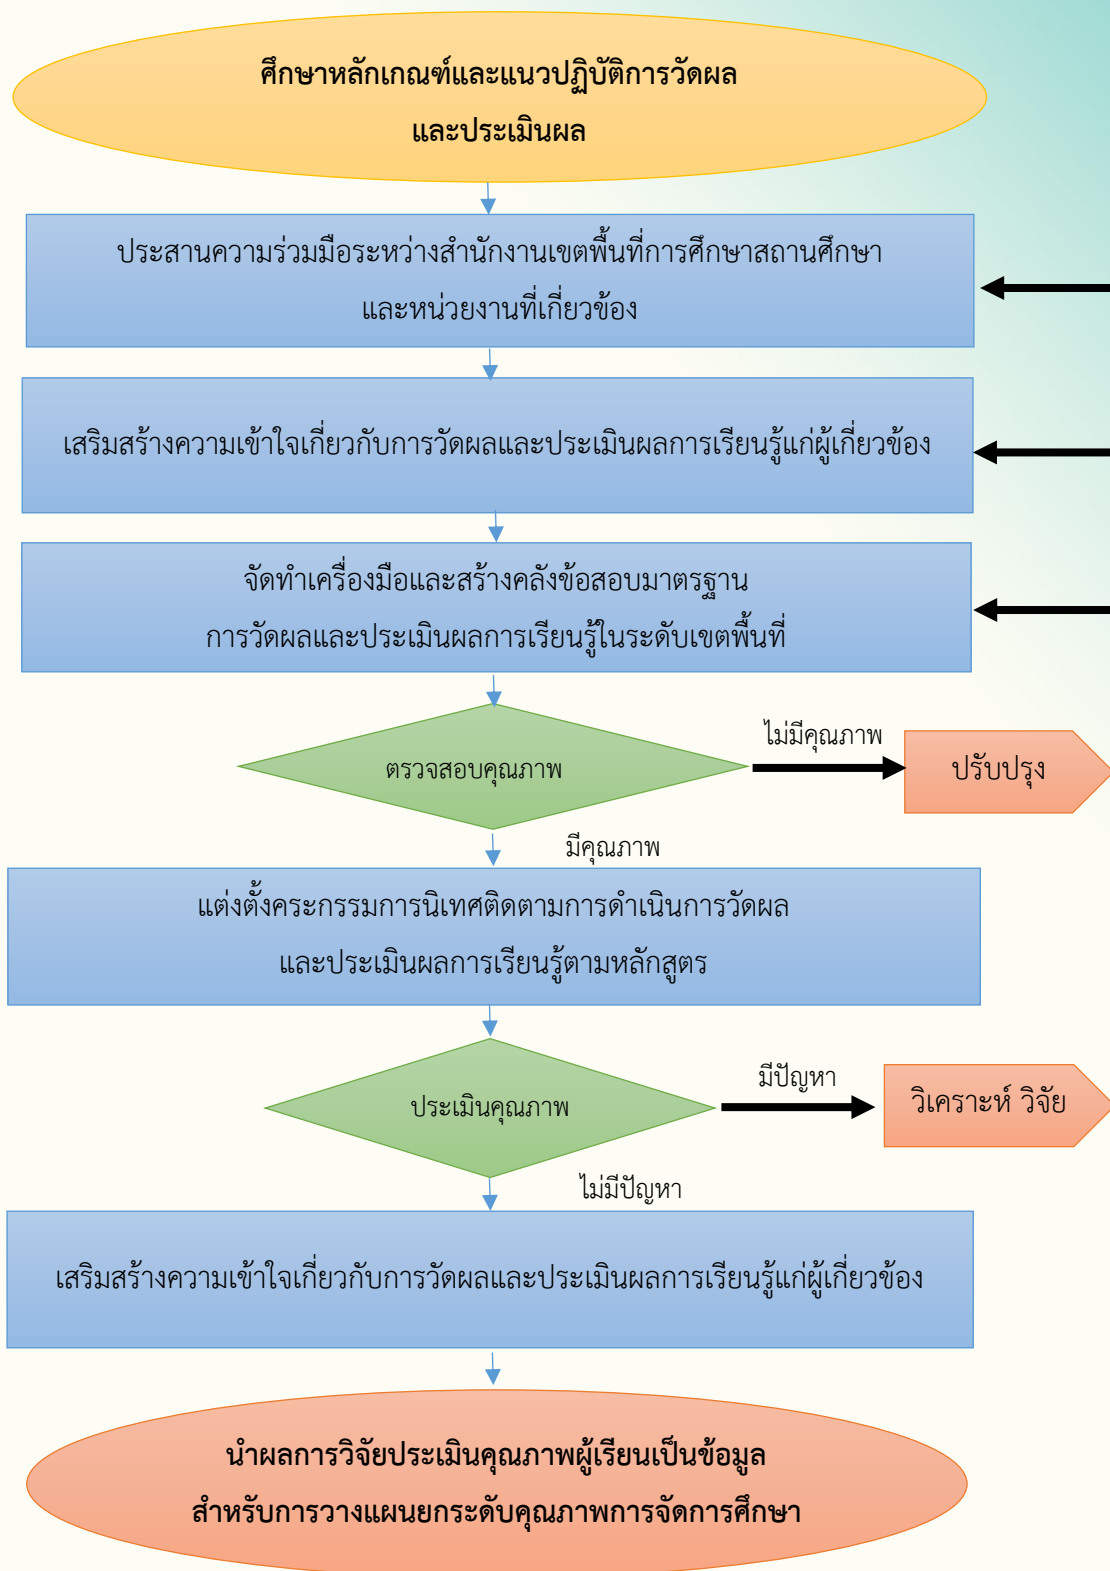 ศึกษาหลักเกณฑ์และแนวปฏิบัติการวัดผล
และประเมินผล
ประสานความร่วมมือระหว่างสำนักงานเขตพื้นที่การศึกษาสถานศึกษา
และหน่วยงานที่เกี่ยวข้อง
เสริมสร้างความเข้าใจเกี่ยวกับการวัดผลและประเมินผลการเรียนรู้แก่ผู้เกี่ยวข้อง
จัดทำเครื่องมือและสร้างคลังข้อสอบมาตรฐาน
การวัดผลและประเมินผลการเรียนรู้ในระดับเขตพื้นที่
ตรวจสอบคุณภาพ
ไม่มีคุณภาพ
ปรับปรุง
มีคุณภาพ
แต่งตั้งคระกรรมการนิเทศติดตามการดำเนินการวัดผล
และประเมินผลการเรียนรู้ตามหลักสูตร
ประเมินคุณภาพ
มีปัญหา
วิเคราะห์ วิจัย
ไม่มีปัญหา
เสริมสร้างความเข้าใจเกี่ยวกับการวัดผลและประเมินผลการเรียนรู้แก่ผู้เกี่ยวข้อง
นำผลการวิจัยประเมินคุณภาพผู้เรียนเป็นข้อมูล
สำหรับการวางแผนยกระดับคุณภาพการจัดการศึกษา